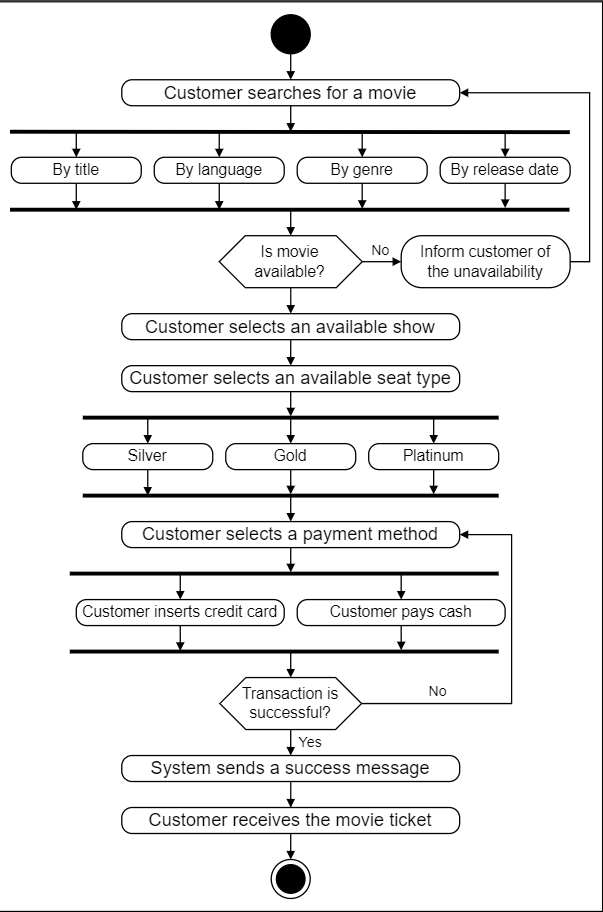 Customer searches for a movie
By title
By language
By genre
By release date
Is movie
available?
No
Inform customer of
the unavailability
Customer selects an available show
Customer selects an available seat type
Silver
Gold
Platinum
Customer selects a payment method
Customer inserts credit card
Customer pays cash
Transaction is
successful?
No
Yes
System sends a success message
Customer receives the movie ticket